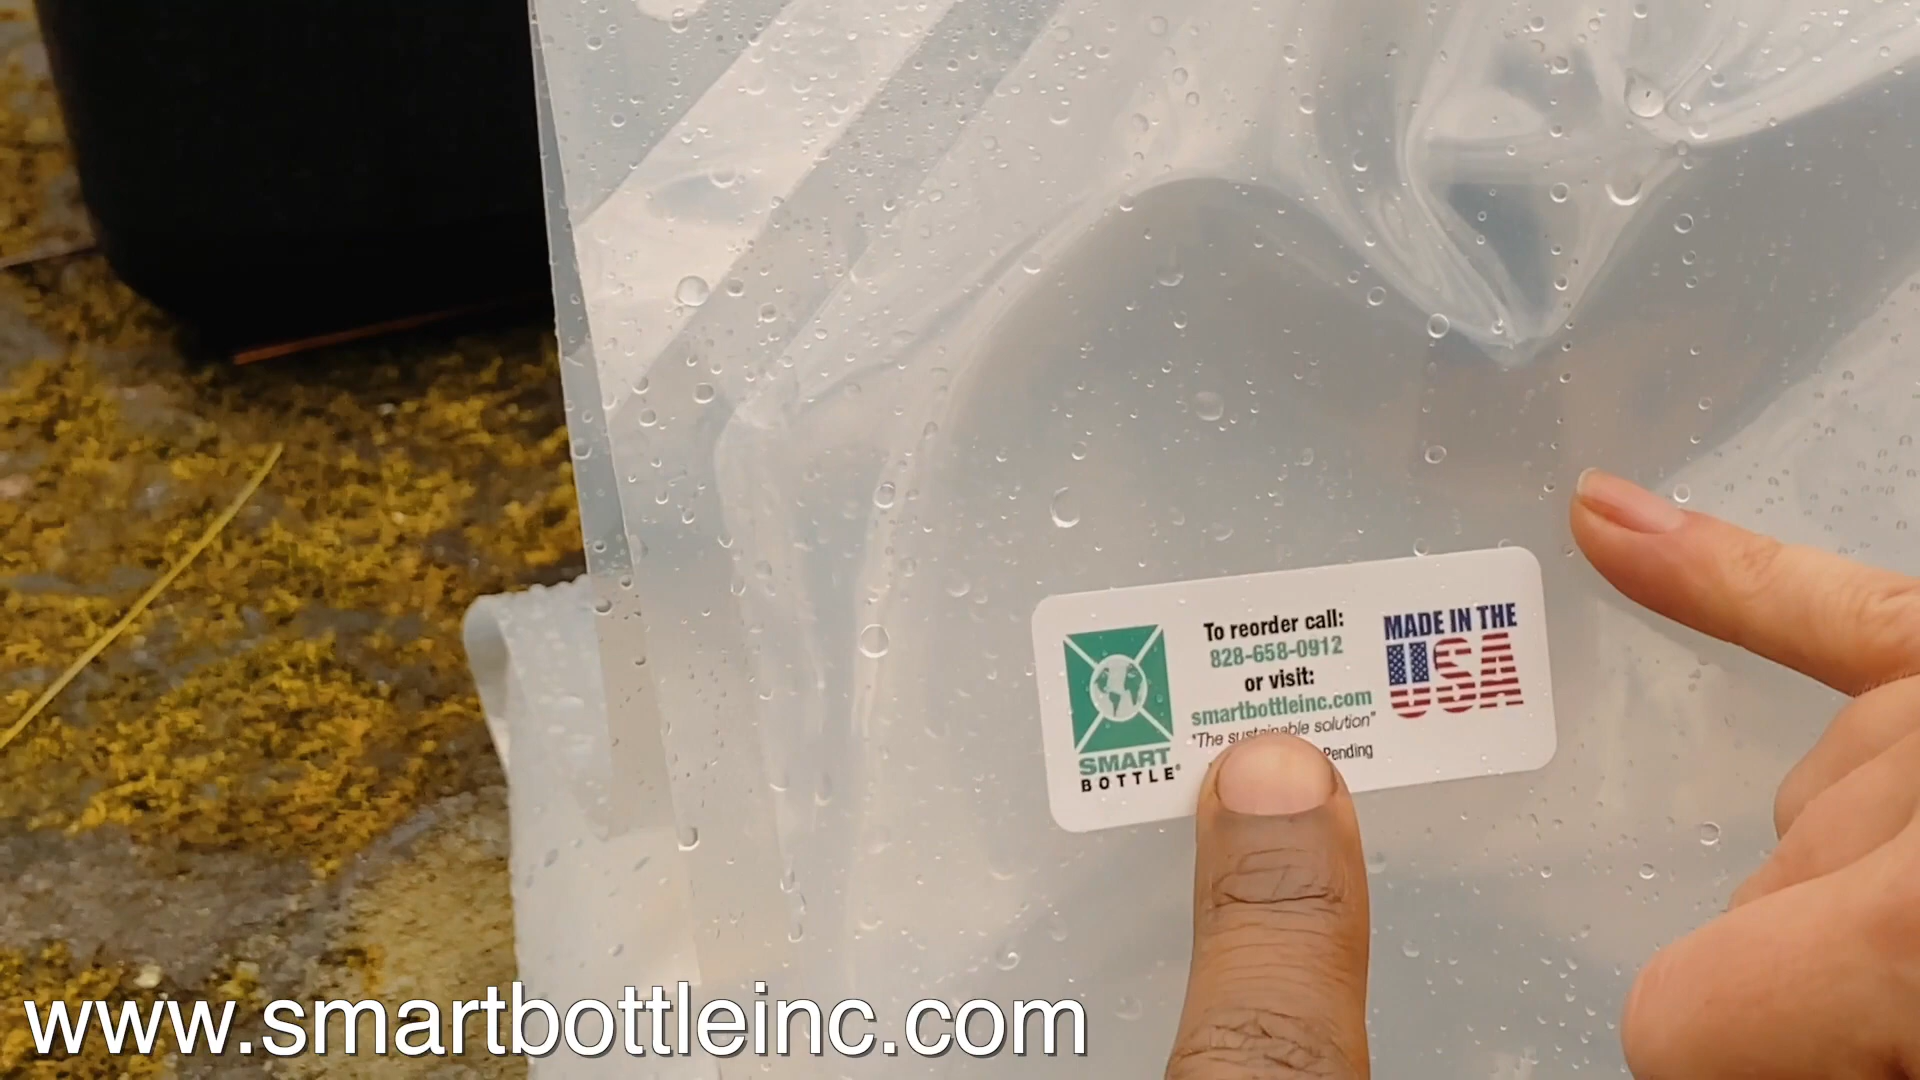 To reorder call:
828-658-0912
or visit:
smartbottleinc.com
"The sustainable solution"
Pending
SMART
BOTTLE®
MADE IN THE
USA
www.smartbottleinc.com